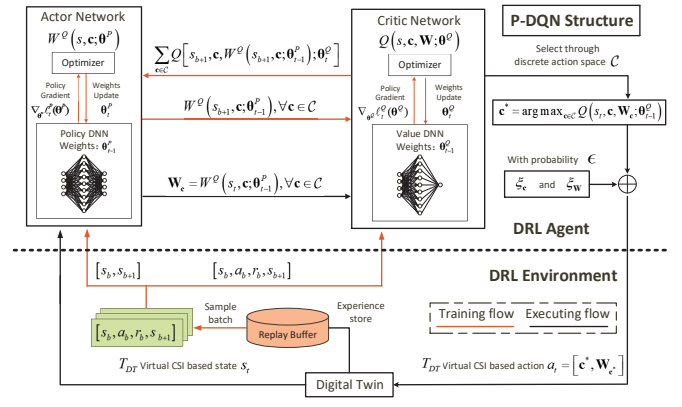 Actor Network
W^Q(s, c; θ^P)
Optimizer
Policy
Gradient
Weights
Update
∇_{θ^P} ℓ_t^P(θ^P)
θ_t^P
Policy DNN
Weights: θ_{t-1}^P
∑_{c∈𝒞} Q[s_{b+1}, c, W^Q(s_{b+1}, c; θ_{t-1}^P); θ_t^Q]
W^Q(s_{b+1}, c; θ_{t-1}^P), ∀c ∈ 𝒞
W_c = W^Q(s_t, c; θ_{t-1}^P), ∀c ∈ 𝒞
Critic Network
Q(s, c, W; θ^Q)
Optimizer
Policy
Gradient
Weights
Update
∇_{θ^Q} ℓ_t^Q(θ^Q)
θ_t^Q
Value DNN
Weights: θ_{t-1}^Q
P-DQN Structure
Select through
discrete action space 𝒞
c* = arg max_{c∈𝒞} Q(s_t, c, W_c; θ_{t-1}^Q)
With probability ϵ
ξ_c and ξ_W
DRL Agent
DRL Environment
[s_b, s_{b+1}]
[s_b, a_b, r_b, s_{b+1}]
[s_b, a_b, r_b, s_{b+1}]
Sample
batch
Replay Buffer
Experience
store
Training flow
Executing flow
T_{DT} Virtual CSI based state s_t
Digital Twin
T_{DT} Virtual CSI based action a_t = [c*, W_{c*}]